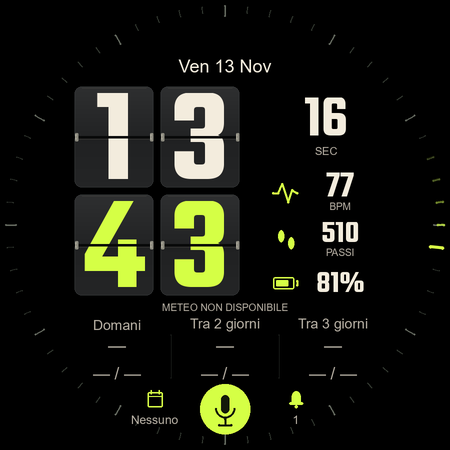 Ven 13 Nov
13
16
SEC
77
BPM
43
510
PASSI
81%
METEO NON DISPONIBILE
Domani Tra 2 giorni Tra 3 giorni
— — —
— / — — / — — / —
Nessuno 1